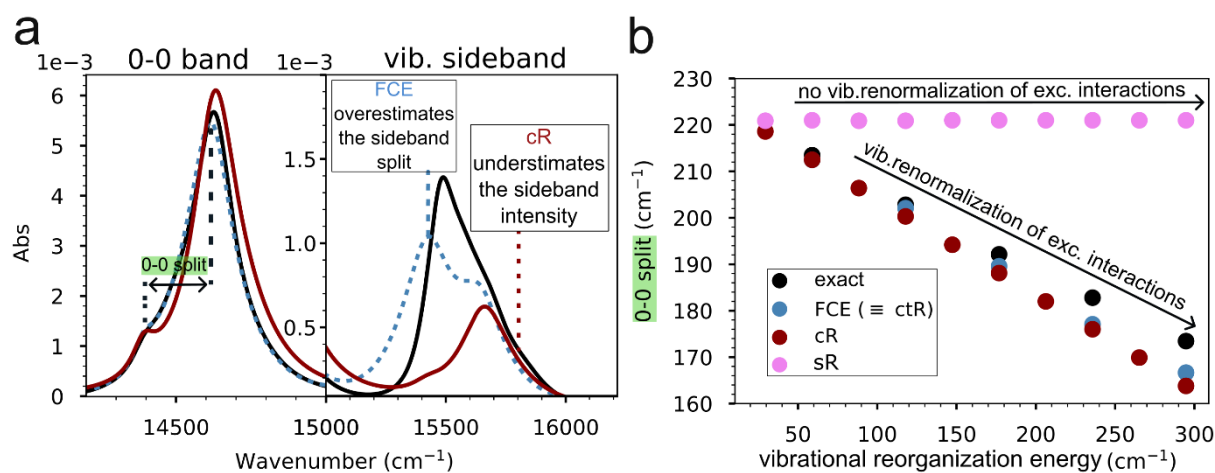 a
0-0 band
vib. sideband
1e−3
1e−3
FCE
overestimates
the sideband
split
cR
understimates
the sideband
intensity
0-0 split
Abs
6
5
4
3
2
1
0
1.5
1.0
0.5
14500
15000
15500
16000
Wavenumber (cm⁻¹)
b
no vib.renormalization of exc. interactions
vib.renormalization of exc. interactions
exact
FCE ( ≡ ctR)
cR
sR
0-0 split (cm⁻¹)
230
220
210
200
190
180
170
160
50
100
150
200
250
300
vibrational reorganization energy (cm⁻¹)